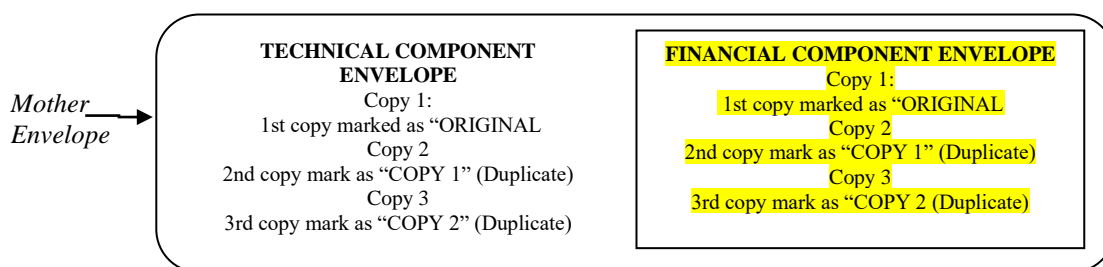 Mother
Envelope
TECHNICAL COMPONENT
ENVELOPE
Copy 1:
1st copy marked as “ORIGINAL
Copy 2
2nd copy mark as “COPY 1” (Duplicate)
Copy 3
3rd copy mark as “COPY 2” (Duplicate)
FINANCIAL COMPONENT ENVELOPE
Copy 1:
1st copy marked as “ORIGINAL
Copy 2
2nd copy mark as “COPY 1” (Duplicate)
Copy 3
3rd copy mark as “COPY 2 (Duplicate)